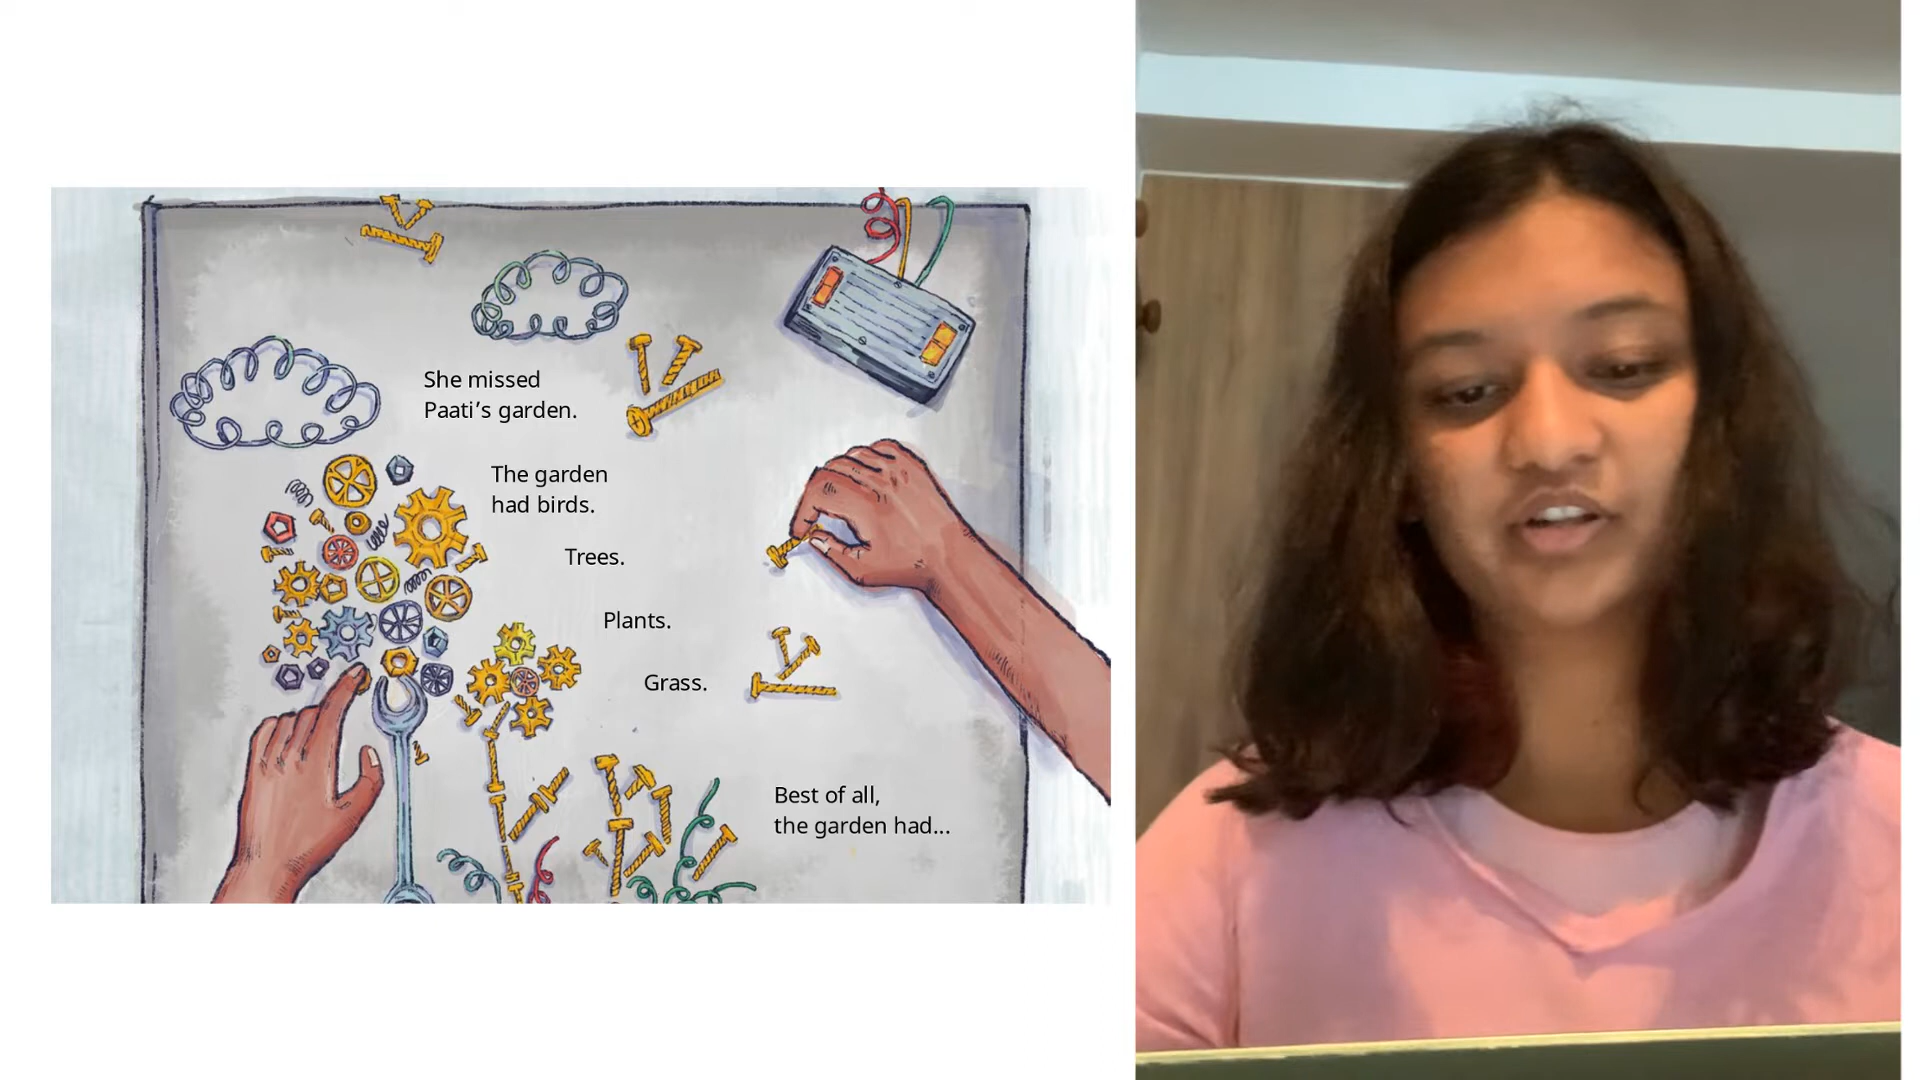 She missed
Paati’s garden.
The garden
had birds.
Trees.
Plants.
Grass.
Best of all,
the garden had...